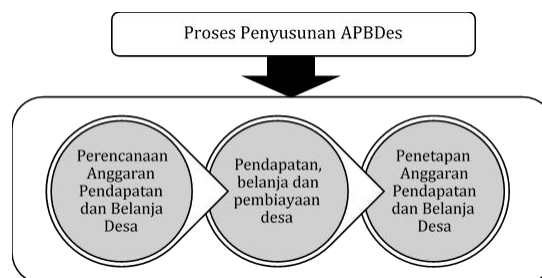 Proses Penyusunan APBDes
Perencanaan
Anggaran
Pendapatan
dan Belanja
Desa
Pendapatan,
belanja dan
pembiayaan
desa
Penetapan
Anggaran
Pendapatan
dan Belanja
Desa